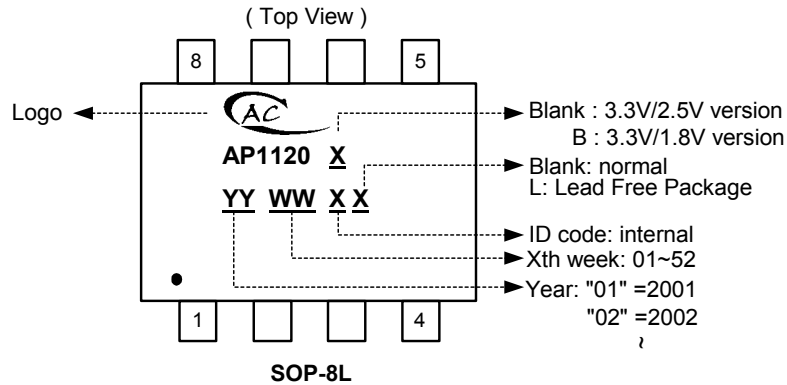 ( Top View )
8 5
Logo
AC
Blank : 3.3V/2.5V version
B : 3.3V/1.8V version
AP1120 X
Blank: normal
L: Lead Free Package
YY WW X X
ID code: internal
Xth week: 01~52
Year: "01" =2001
"02" =2002
~
1 4
SOP-8L